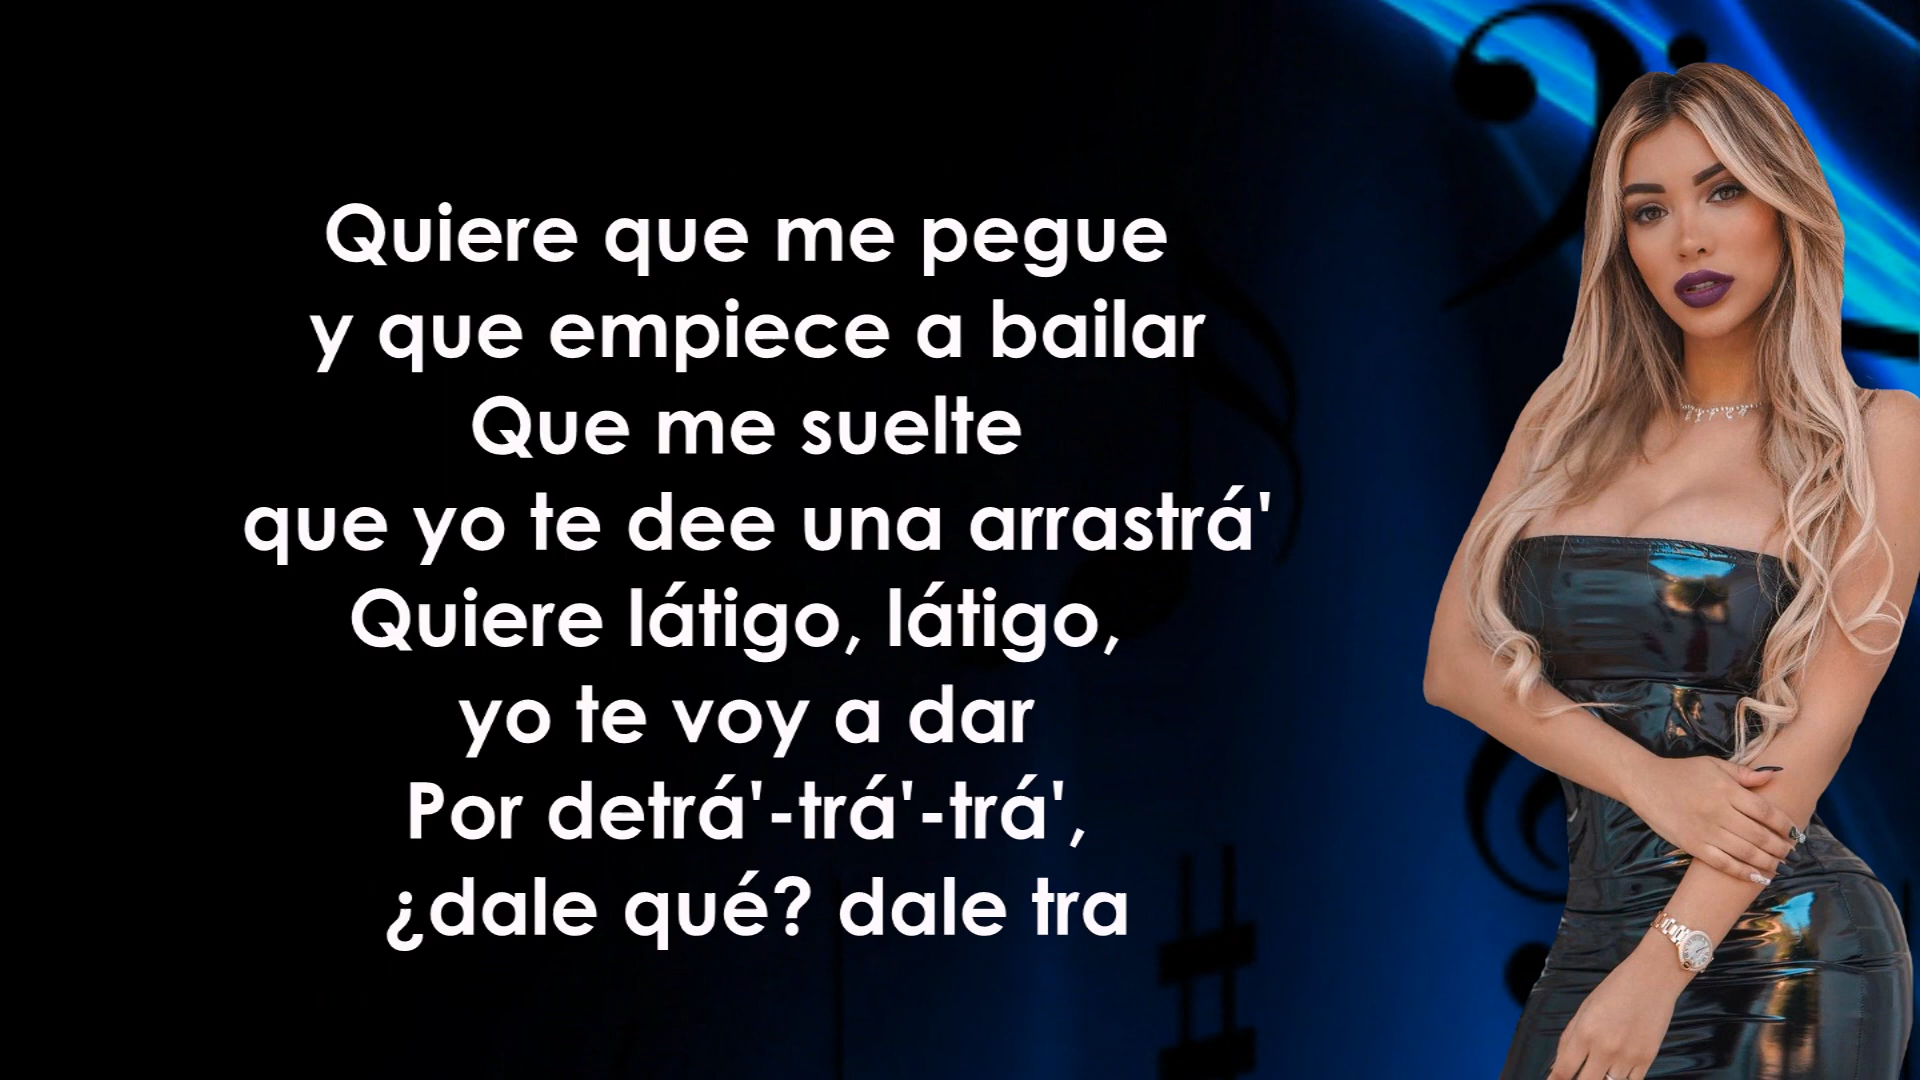 Quiere que me pegue
y que empiece a bailar
Que me suelte
que yo te dee una arrastrá'
Quiere látigo, látigo,
yo te voy a dar
Por detrá'-trá'-trá',
¿dale qué? dale tra